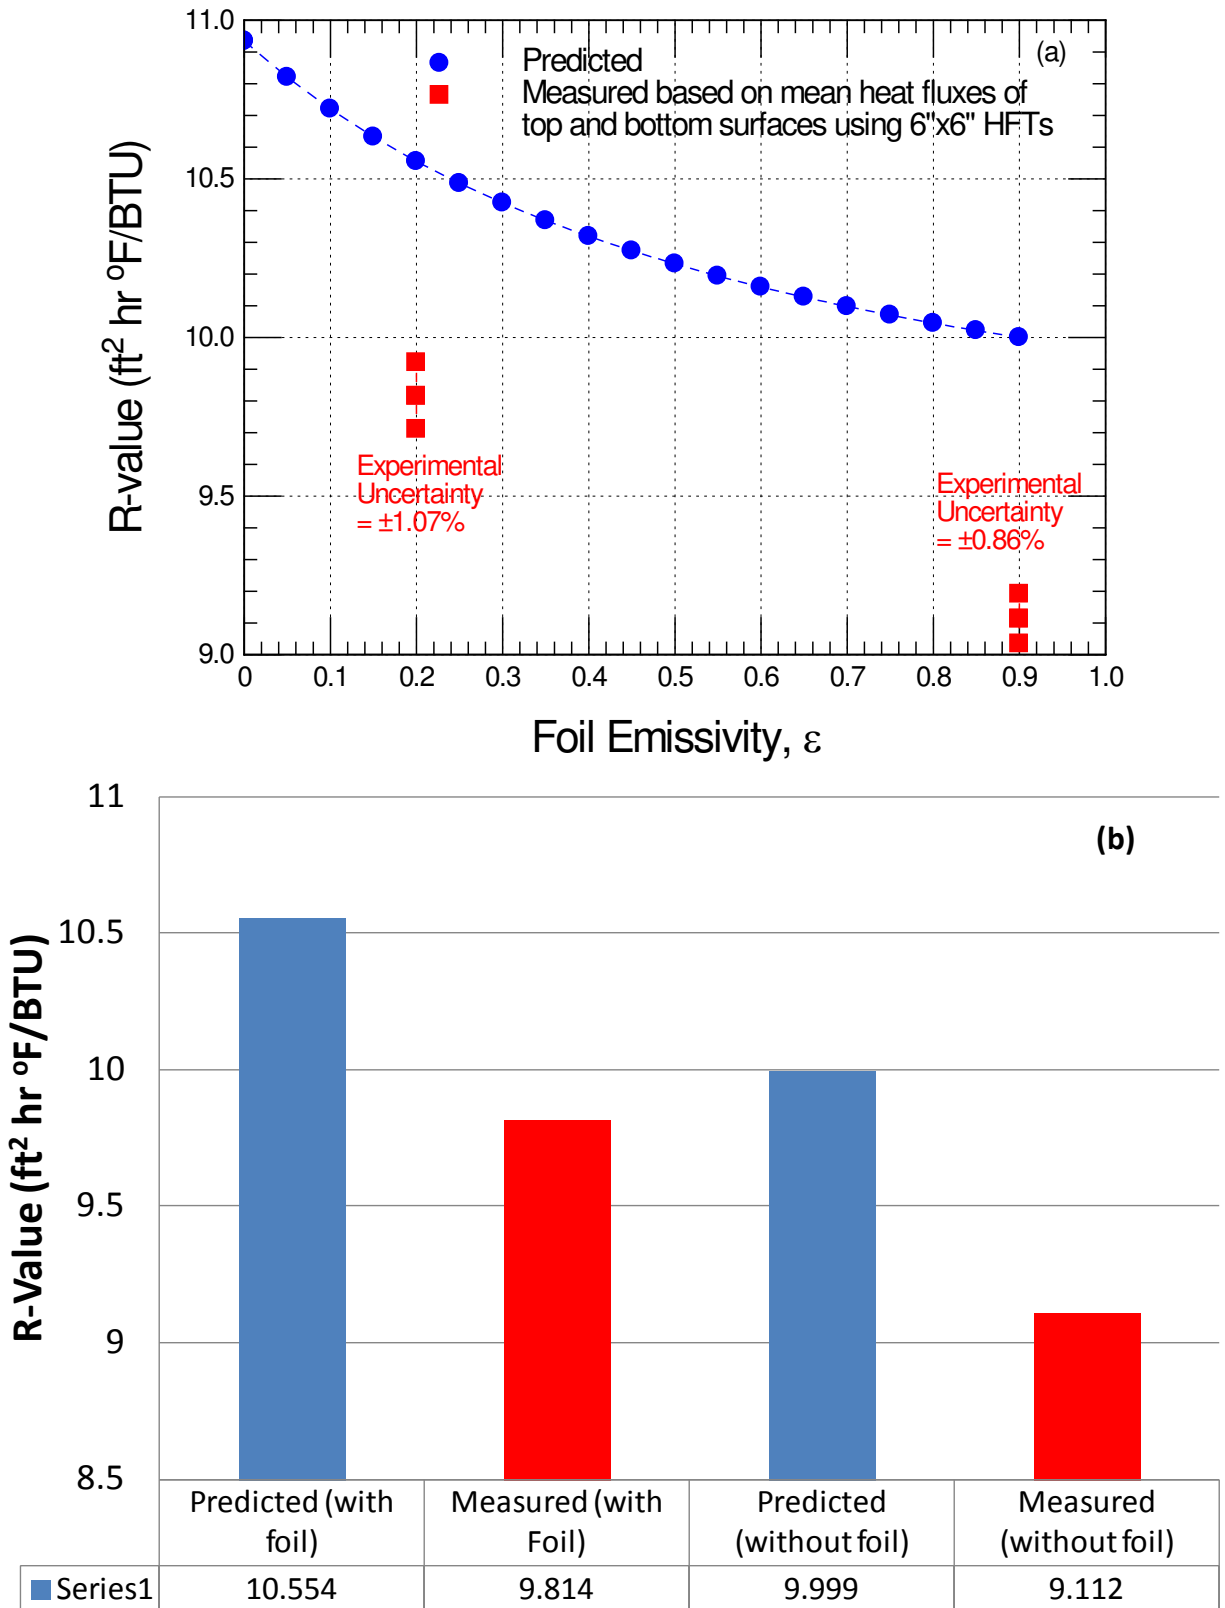 (a)
Predicted
Measured based on mean heat fluxes of
top and bottom surfaces using 6"x6" HFTs
R-value (ft² hr ºF/BTU)
11.0
10.5
10.0
9.5
9.0
Experimental
Uncertainty
= ±1.07%
Experimental
Uncertainty
= ±0.86%
0 0.1 0.2 0.3 0.4 0.5 0.6 0.7 0.8 0.9 1.0
Foil Emissivity, ε
(b)
R-Value (ft² hr ºF/BTU)
11
10.5
10
9.5
9
8.5
Predicted (with
foil)
Measured (with
Foil)
Predicted
(without foil)
Measured
(without foil)
Series1 10.554 9.814 9.999 9.112